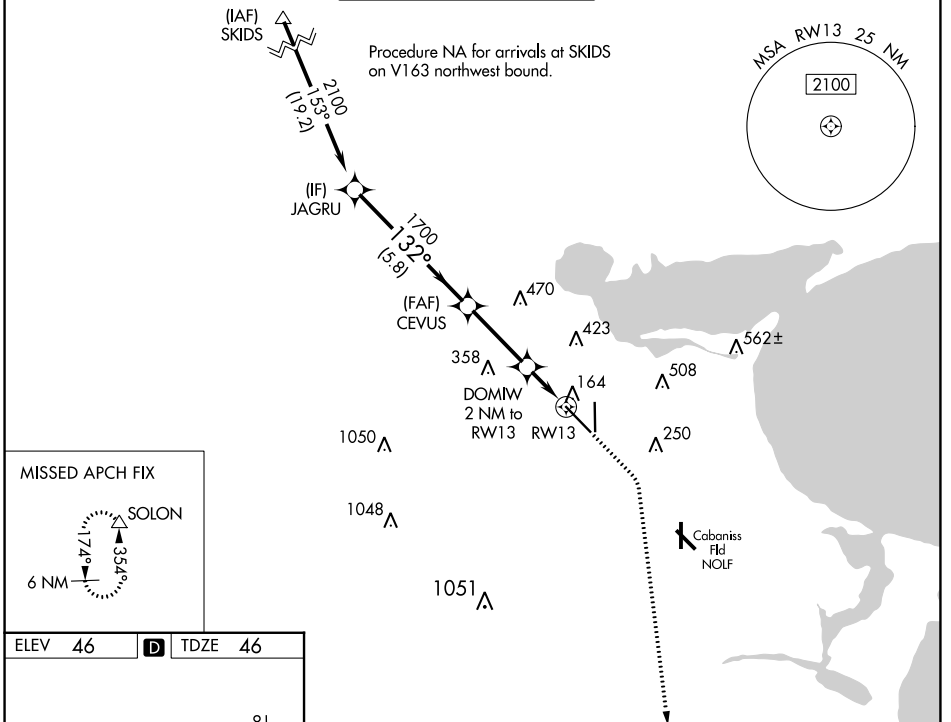 (IAF)
SKIDS
Procedure NA for arrivals at SKIDS
on V163 northwest bound.
MSA RW13 25 NM
2100
2100
153°
(19.2)
(IF)
JAGRU
1700
132°
(5.8)
(FAF)
CEVUS
470
423
562±
358
508
164
DOMIW
2 NM to
RW13
RW13
250
1050
1048
1051
Cabaniss
Fld
NOLF
MISSED APCH FIX
SOLON
174°
354°
6 NM
ELEV 46
D
TDZE 46
81